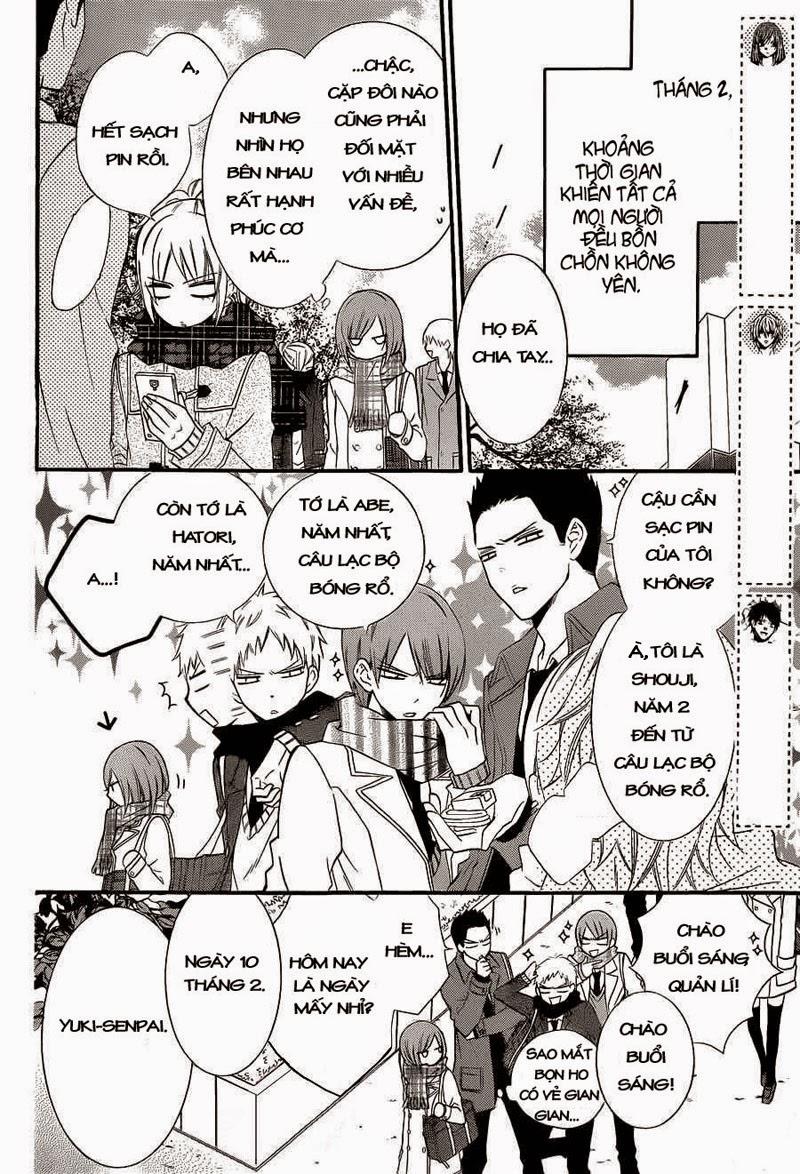 THÁNG 2,
KHOẢNG
THỜI GIAN
KHIẾN TẤT CẢ
MỌI NGƯỜI
ĐỀU BỒN
CHỒN KHÔNG
YÊN.
HỌ ĐÃ
CHIA TAY...
...CHẬC,
CẶP ĐÔI NÀO
CŨNG PHẢI
ĐỐI MẶT
VỚI NHIỀU
VẤN ĐỀ,
NHƯNG
NHÌN HỌ
BÊN NHAU
RẤT HẠNH
PHÚC CƠ
MÀ...
A,
HẾT SẠCH
PIN RỒI.
CẬU CẦN
SẠC PIN
CỦA TÔI
KHÔNG?
À, TÔI LÀ
SHOUJI,
NĂM 2
ĐẾN TỪ
CÂU LẠC BỘ
BÓNG RỔ.
TỚ LÀ ABE,
NĂM NHẤT,
CÂU LẠC BỘ
BÓNG RỔ.
CÒN TỚ LÀ
HATORI,
NĂM NHẤT...
A...!
CHÀO
BUỔI SÁNG,
QUẢN LÍ!
CHÀO
BUỔI
SÁNG!
SAO MẮT
BỌN HO
CÓ VẺ GIAN
GIAN...
E
HÈM...
HÔM NAY
LÀ NGÀY
MẤY NHỈ?
NGÀY 10
THÁNG 2.
YUKI-SENPAI.